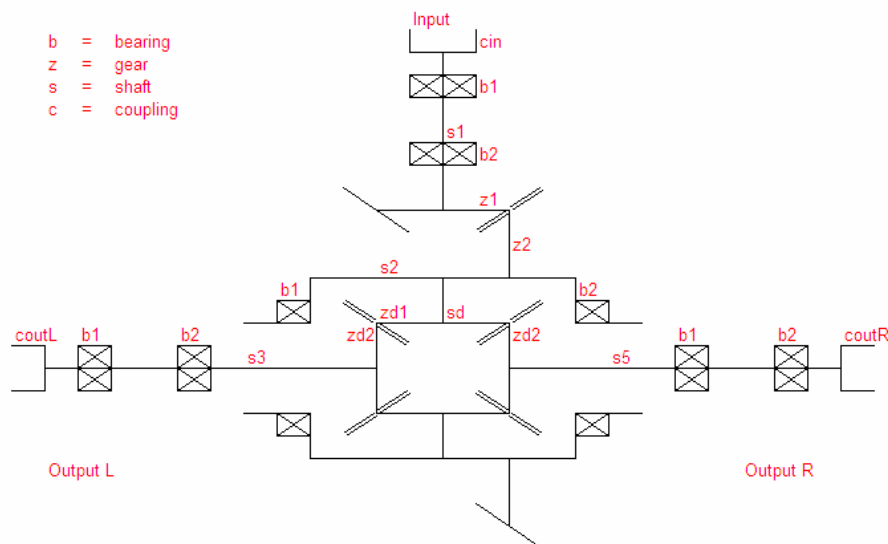 Input
cin
b = bearing
z = gear
s = shaft
c = coupling
b1
s1
b2
z1
z2
s2
b1
b2
zd1
sd
zd2
zd2
coutL
b1
b2
s3
s5
b1
b2
coutR
Output L
Output R